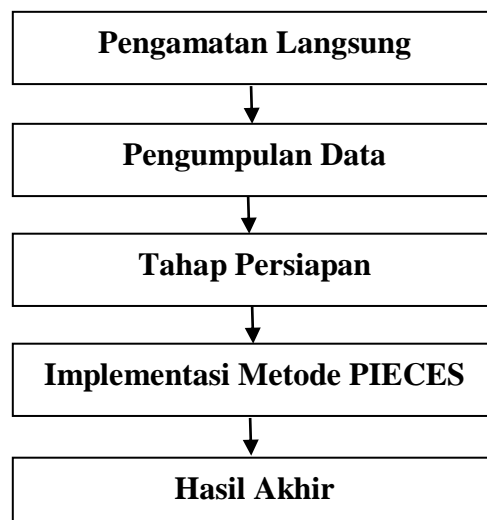 Pengamatan Langsung
Pengumpulan Data
Tahap Persiapan
Implementasi Metode PIECES
Hasil Akhir